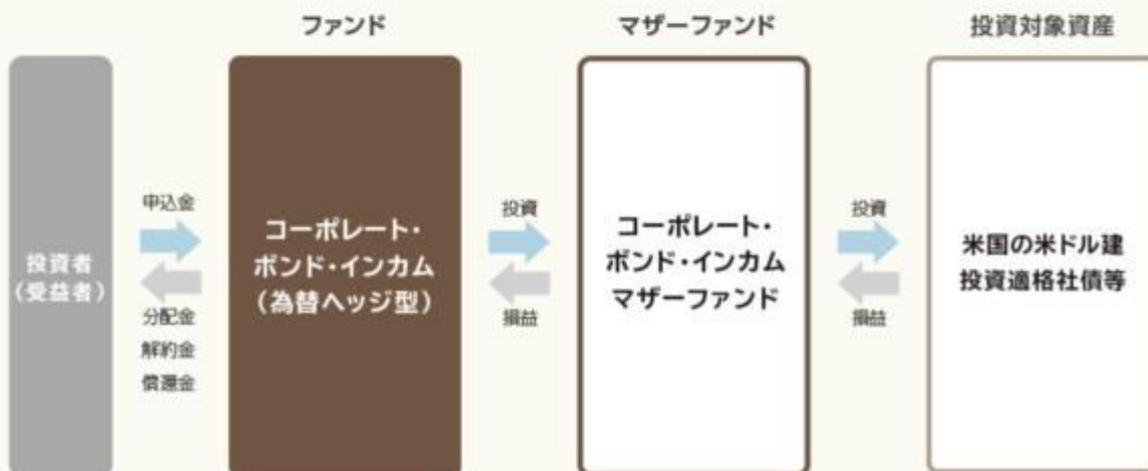 ファンド
マザーファンド
投資対象資産
投資者
(受益者)
申込金
分配金
解約金
償還金
コーポレート・
ボンド・インカム
(為替ヘッジ型)
投資
損益
コーポレート・
ボンド・インカム
マザーファンド
投資
損益
米国の米ドル建
投資適格社債等